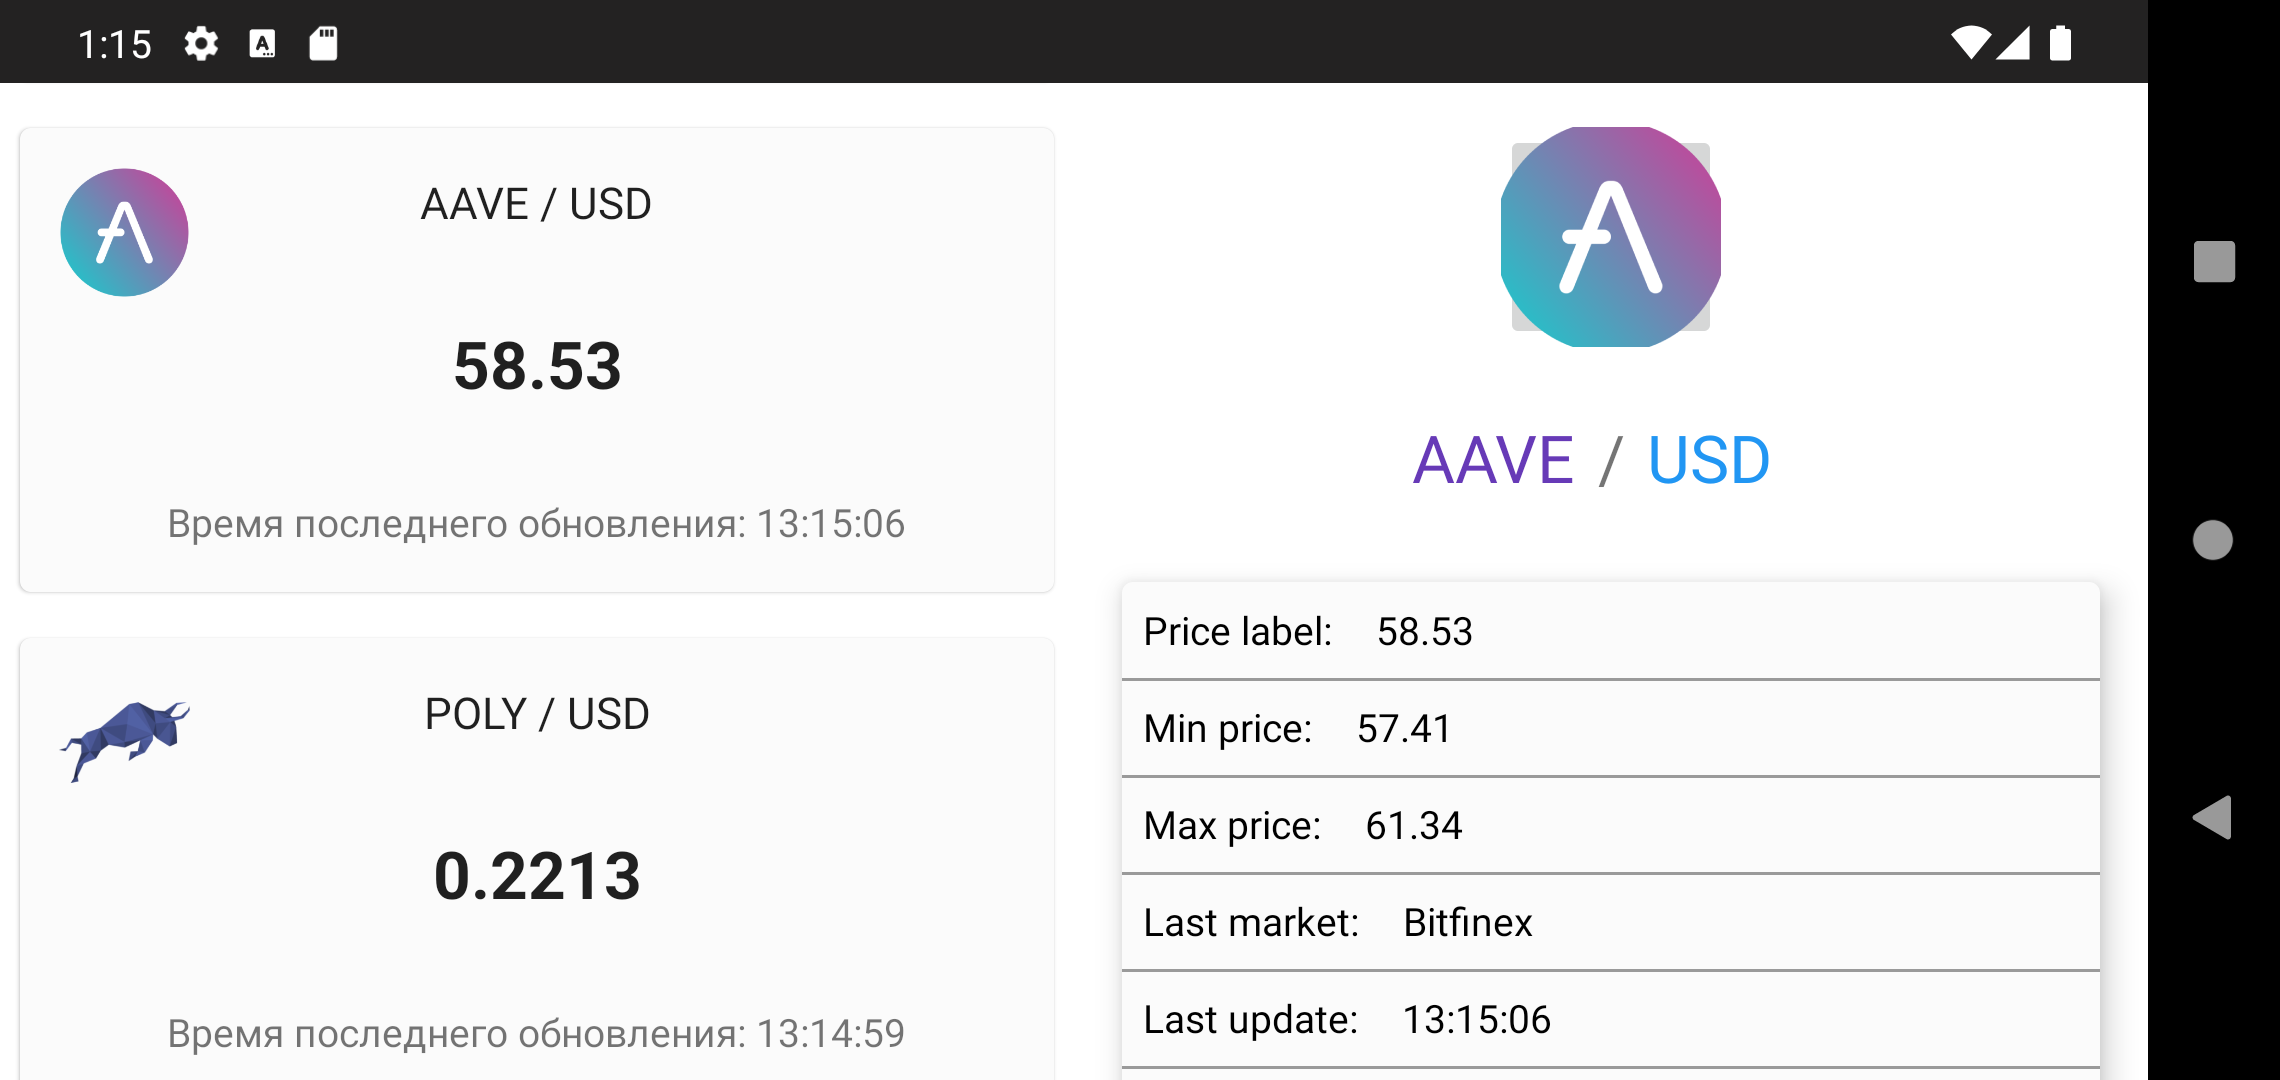 1:15
AAVE / USD
58.53
Время последнего обновления: 13:15:06
POLY / USD
0.2213
Время последнего обновления: 13:14:59
AAVE / USD
Price label: 58.53
Min price: 57.41
Max price: 61.34
Last market: Bitfinex
Last update: 13:15:06